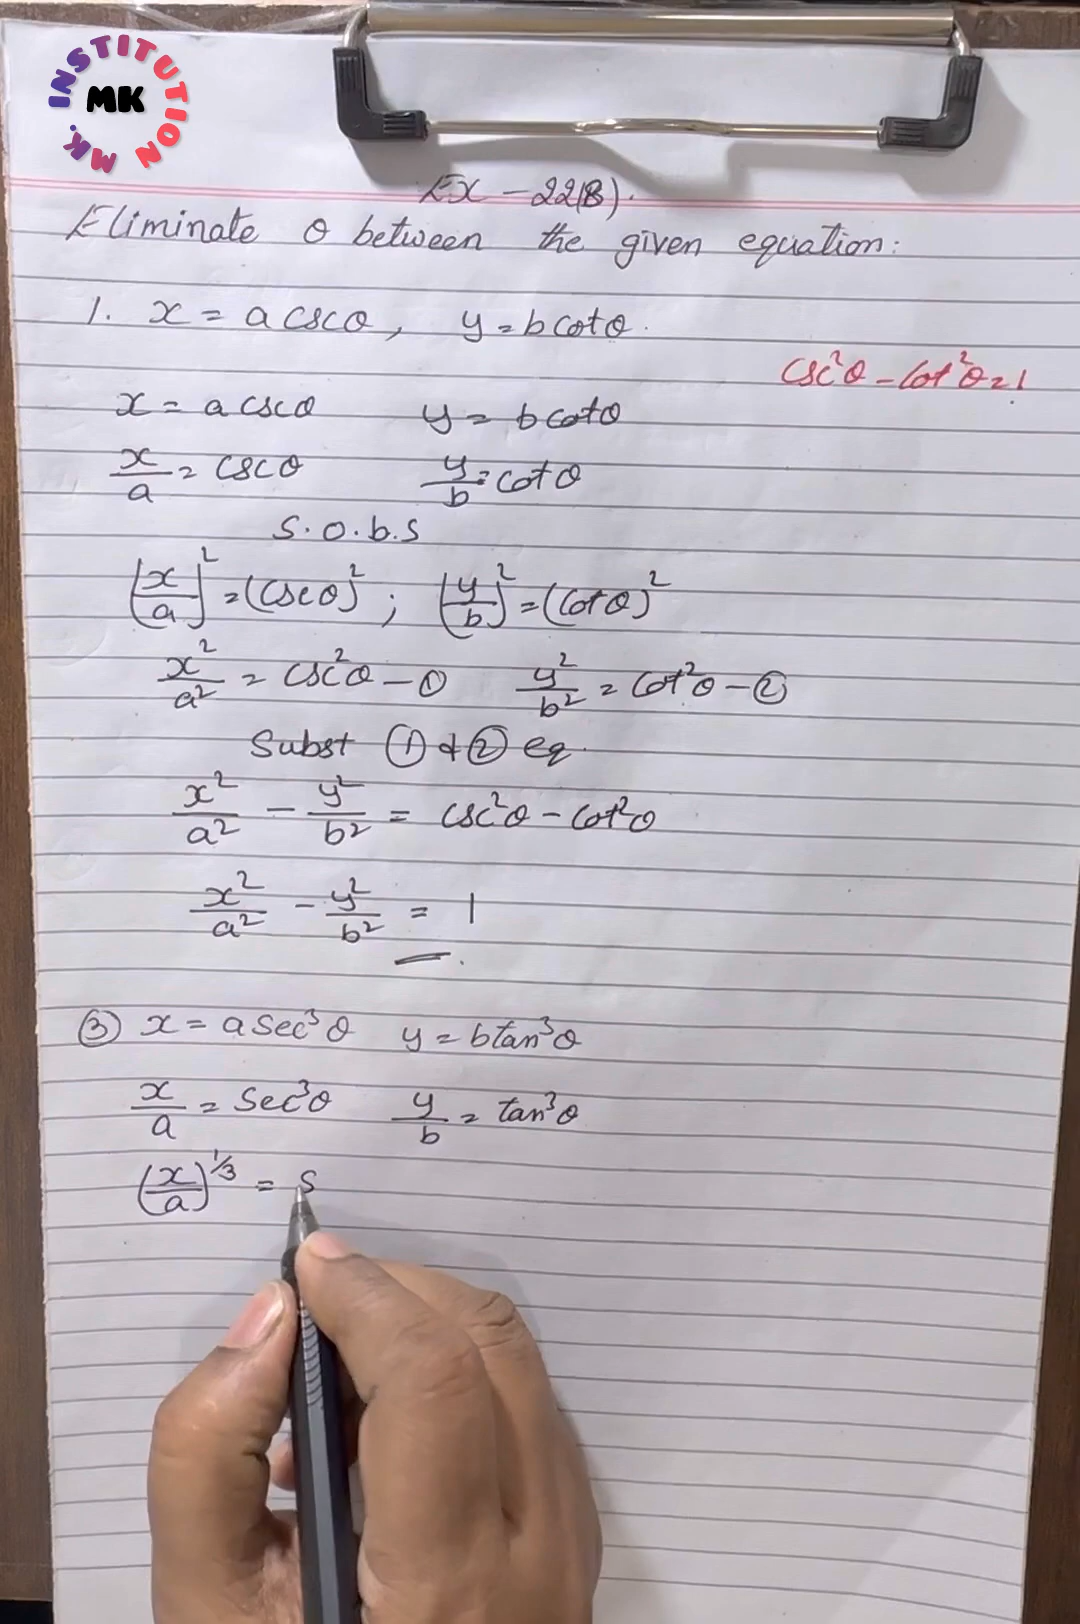 MK. INSTITUTION
MK
Ex - 22(B).
Eliminate θ between the given equation:
1. x = a cscθ, y = b cotθ.
csc²θ - cot²θ = 1
x = a cscθ y = b cotθ
x/a = cscθ y/b = cotθ
S.O.b.S
(x/a)² = (cscθ)² ; (y/b)² = (cotθ)²
x²/a² = csc²θ - ① y²/b² = cot²θ - ②
Subst ① & ② eq.
x²/a² - y²/b² = csc²θ - cot²θ
x²/a² - y²/b² = 1
③ x = a sec³θ y = b tan³θ
x/a = sec³θ y/b = tan³θ
(x/a)^1/3 = s